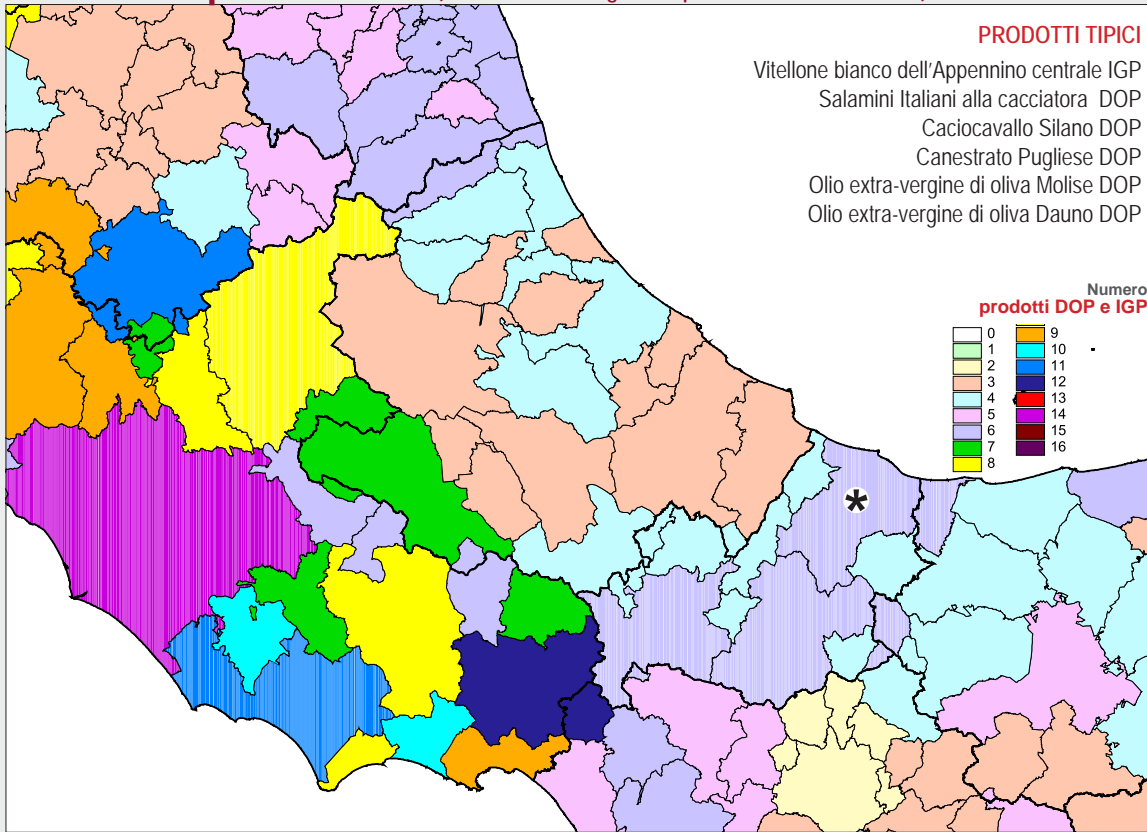 PRODOTTI TIPICI
Vitellone bianco dell'Appennino centrale IGP
Salamini Italiani alla cacciatora DOP
Caciocavallo Silano DOP
Canestrato Pugliese DOP
Olio extra-vergine di oliva Molise DOP
Olio extra-vergine di oliva Dauno DOP
Numero
prodotti DOP e IGP
0 9
1 10
2 11
3 12
4 13
5 14
6 15
7 16
8
*